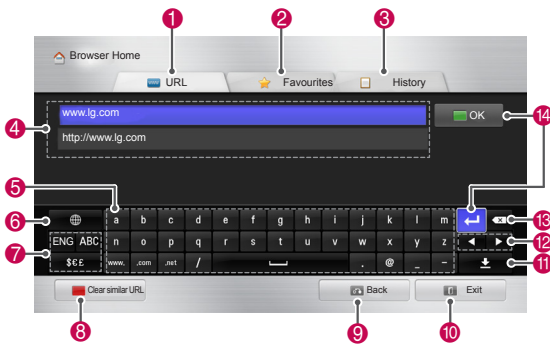 1
2
3
Browser Home
URL
Favourites
History
4
www.lg.com
OK
14
http://www.lg.com
5
a b c d e f g h i j k l m
13
6
7
ENG ABC
n o p q r s t u v w x y z
12
$€£
www. .com .net / . @ _ -
11
Clear similar URL
Back
Exit
8
9
10